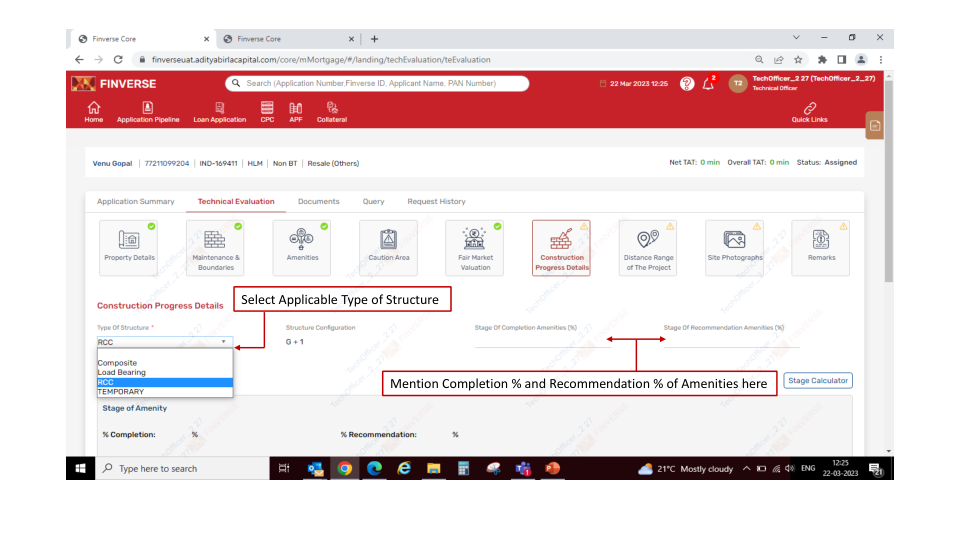 Finverse Core
Finverse Core
finverseuat.adityabirlacapital.com/core/mMortgage/#/landing/techEvaluation/teEvaluation
FINVERSE
Search (Application Number,Finverse ID, Applicant Name, PAN Number)
22 Mar 2023 12:25
2
T2
TechOfficer_2 27 (TechOfficer_2_27)
Technical Officer
Home
Application Pipeline
Loan Application
CPC
APF
Collateral
Quick Links
Venu Gopal | 77211099204 | IND-169411 | HLM | Non BT | Resale (Others)
Net TAT: 0 min Overall TAT: 0 min Status: Assigned
Application Summary
Technical Evaluation
Documents
Query
Request History
Property Details
Maintenance &
Boundaries
Amenities
Caution Area
Fair Market
Valuation
Construction
Progress Details
Distance Range
of The Project
Site Photographs
Remarks
Construction Progress Details
Select Applicable Type of Structure
Type Of Structure *
Structure Configuration
Stage Of Completion Amenities (%)
Stage Of Recommendation Amenities (%)
RCC
G + 1
Composite
Load Bearing
RCC
TEMPORARY
Mention Completion % and Recommendation % of Amenities here
Stage Calculator
Stage of Amenity
% Completion: %
% Recommendation: %
Type here to search
21°C Mostly cloudy
ENG
12:25
22-03-2023
21